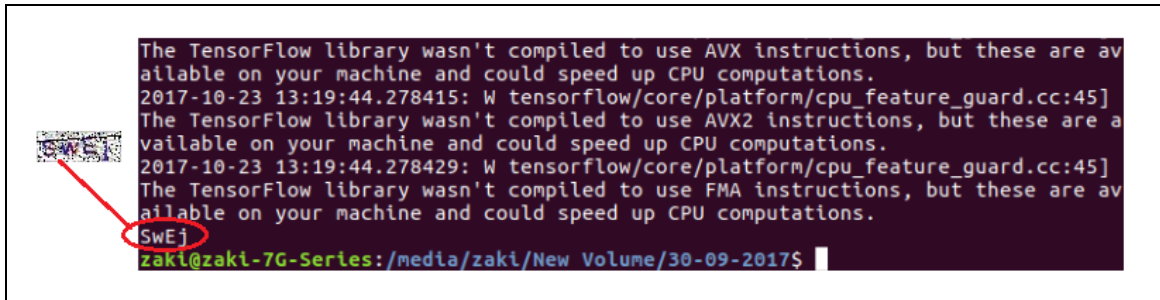 The TensorFlow library wasn't compiled to use AVX instructions, but these are av
ailable on your machine and could speed up CPU computations.
2017-10-23 13:19:44.278415: W tensorflow/core/platform/cpu_feature_guard.cc:45]
The TensorFlow library wasn't compiled to use AVX2 instructions, but these are a
vailable on your machine and could speed up CPU computations.
2017-10-23 13:19:44.278429: W tensorflow/core/platform/cpu_feature_guard.cc:45]
The TensorFlow library wasn't compiled to use FMA instructions, but these are av
ailable on your machine and could speed up CPU computations.
SwEj
SwEj
zaki@zaki-7G-Series:/media/zaki/New Volume/30-09-2017$